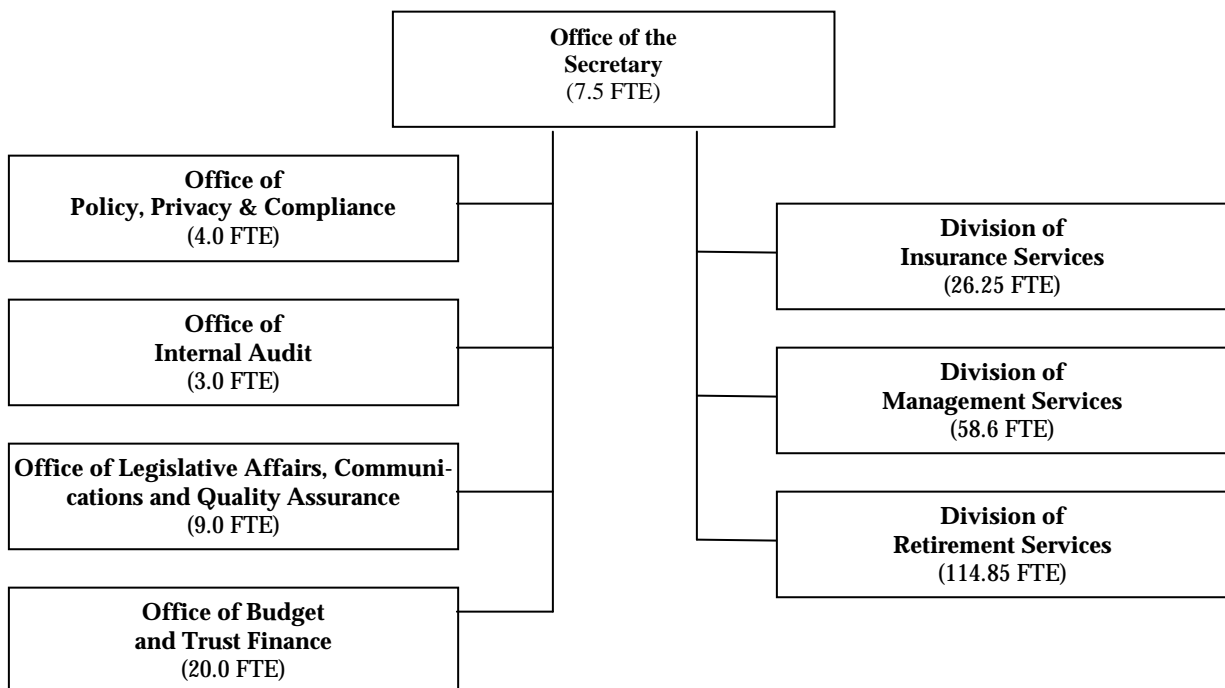 Office of the
Secretary
(7.5 FTE)
Office of
Policy, Privacy & Compliance
(4.0 FTE)
Office of
Internal Audit
(3.0 FTE)
Office of Legislative Affairs, Communi-
cations and Quality Assurance
(9.0 FTE)
Office of Budget
and Trust Finance
(20.0 FTE)
Division of
Insurance Services
(26.25 FTE)
Division of
Management Services
(58.6 FTE)
Division of
Retirement Services
(114.85 FTE)